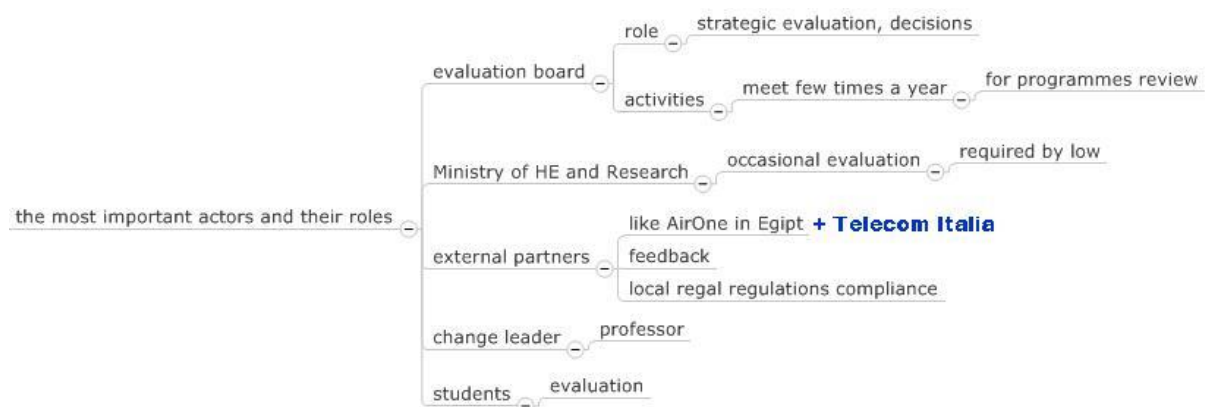 the most important actors and their roles
evaluation board
role
strategic evaluation, decisions
activities
meet few times a year
for programmes review
Ministry of HE and Research
occasional evaluation
required by low
external partners
like AirOne in Egipt + Telecom Italia
feedback
local regal regulations compliance
change leader
professor
students
evaluation